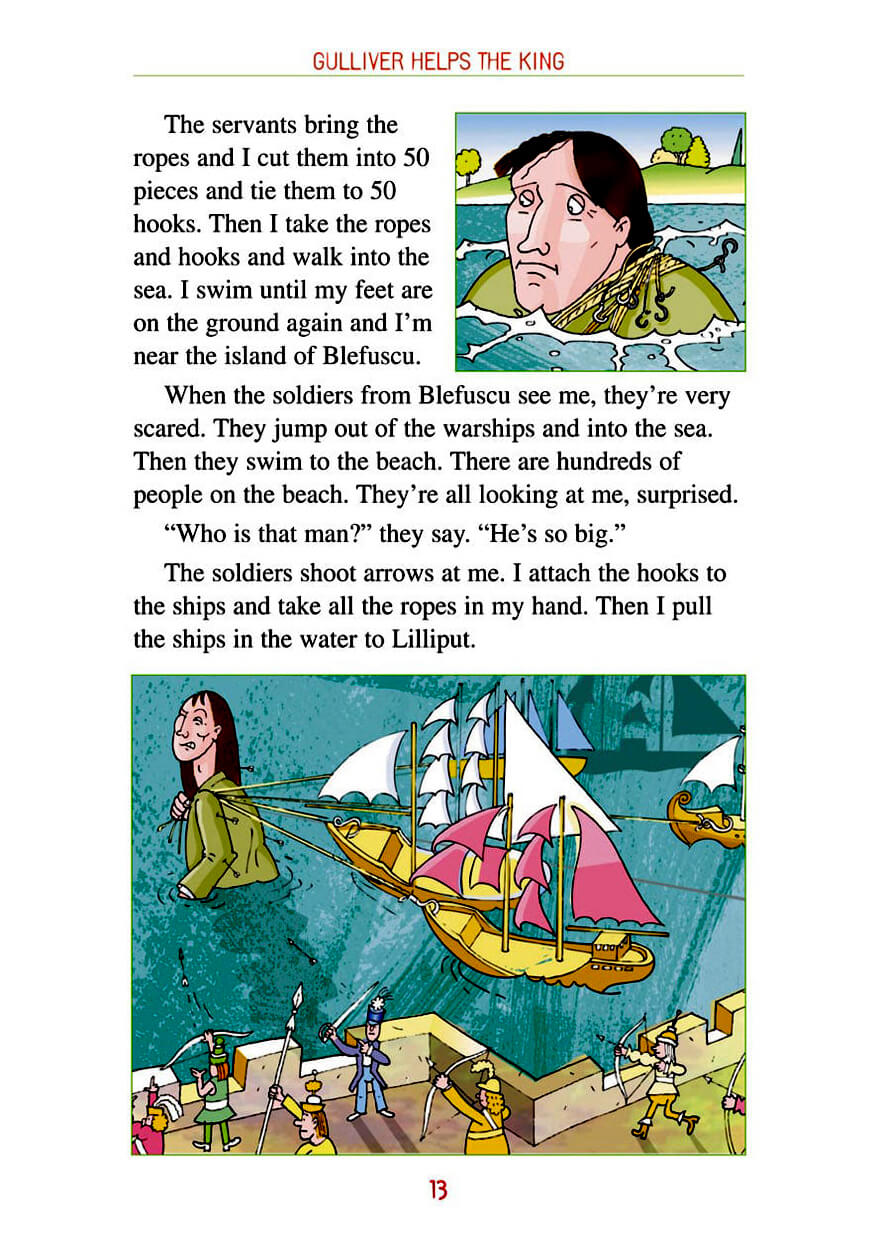 GULLIVER HELPS THE KING
The servants bring the
ropes and I cut them into 50
pieces and tie them to 50
hooks. Then I take the ropes
and hooks and walk into the
sea. I swim until my feet are
on the ground again and I’m
near the island of Blefuscu.
When the soldiers from Blefuscu see me, they’re very
scared. They jump out of the warships and into the sea.
Then they swim to the beach. There are hundreds of
people on the beach. They’re all looking at me, surprised.
“Who is that man?” they say. “He’s so big.”
The soldiers shoot arrows at me. I attach the hooks to
the ships and take all the ropes in my hand. Then I pull
the ships in the water to Lilliput.
13